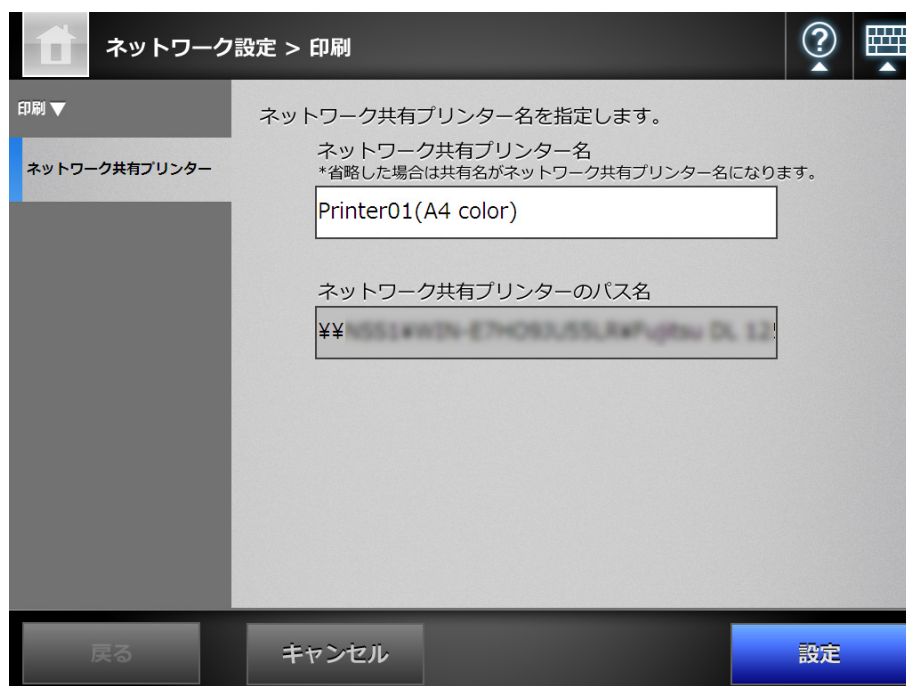 ネットワーク設定 > 印刷
印刷▼
ネットワーク共有プリンター
ネットワーク共有プリンター名を指定します。
ネットワーク共有プリンター名
*省略した場合は共有名がネットワーク共有プリンター名になります。
Printer01(A4 color)
ネットワーク共有プリンターのパス名
¥¥
戻る
キャンセル
設定